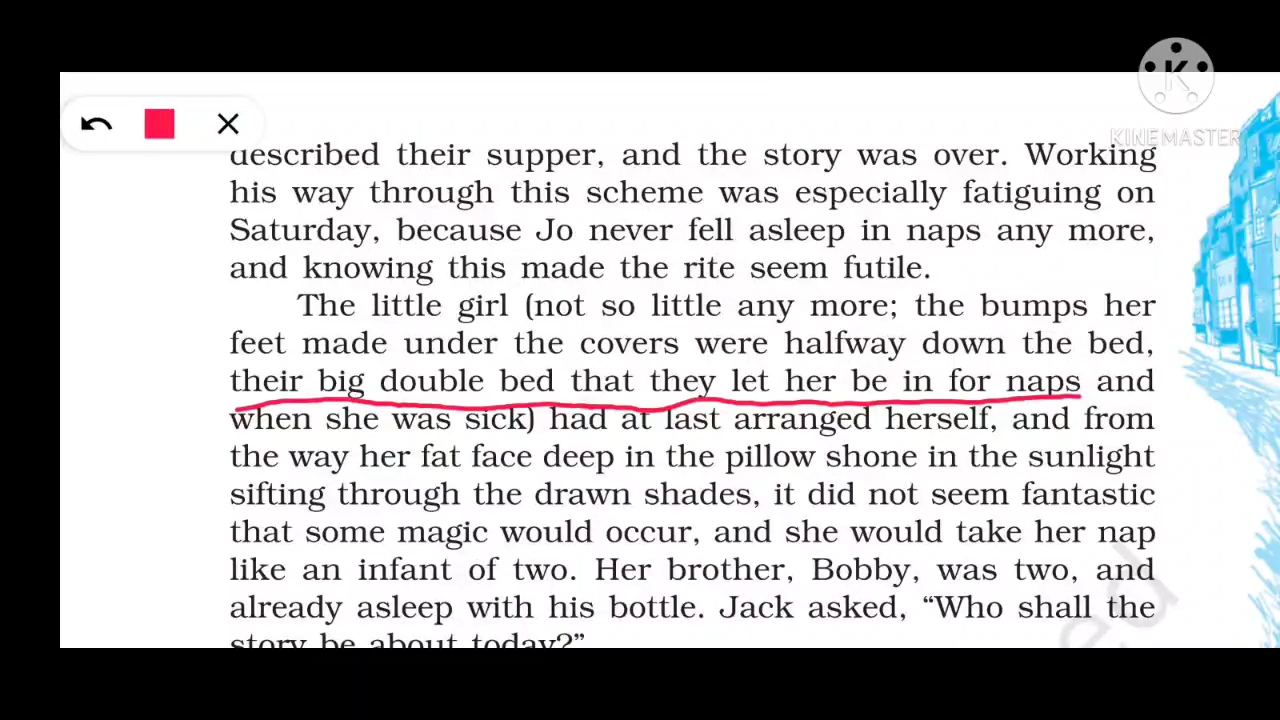 KINEMASTER
described their supper, and the story was over. Working
his way through this scheme was especially fatiguing on
Saturday, because Jo never fell asleep in naps any more,
and knowing this made the rite seem futile.
The little girl (not so little any more; the bumps her
feet made under the covers were halfway down the bed,
their big double bed that they let her be in for naps and
when she was sick) had at last arranged herself, and from
the way her fat face deep in the pillow shone in the sunlight
sifting through the drawn shades, it did not seem fantastic
that some magic would occur, and she would take her nap
like an infant of two. Her brother, Bobby, was two, and
already asleep with his bottle. Jack asked, “Who shall the
story be about today?”